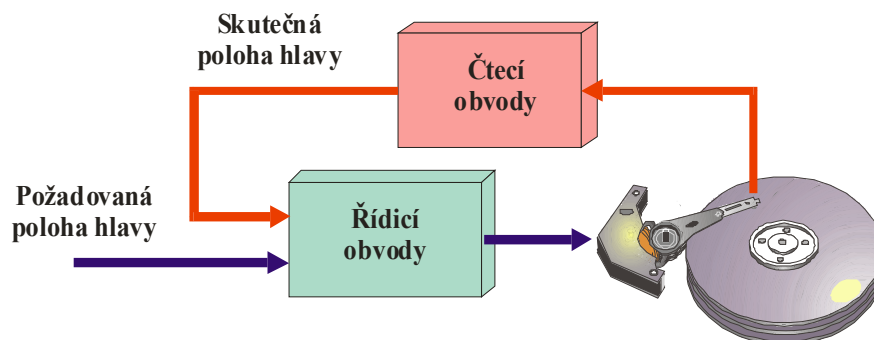 Skutečná
poloha hlavy
Čtecí
obvody
Požadovaná
poloha hlavy
Řídicí
obvody